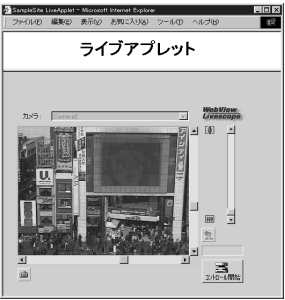 SampleSite LiveApplet - Microsoft Internet Explorer
ファイル(F) 編集(E) 表示(V) お気に入り(A) ツール(T) ヘルプ(H)
ライブアプレット
カメラ: Camera2
WebView
Livescope
U.
コントロール開始